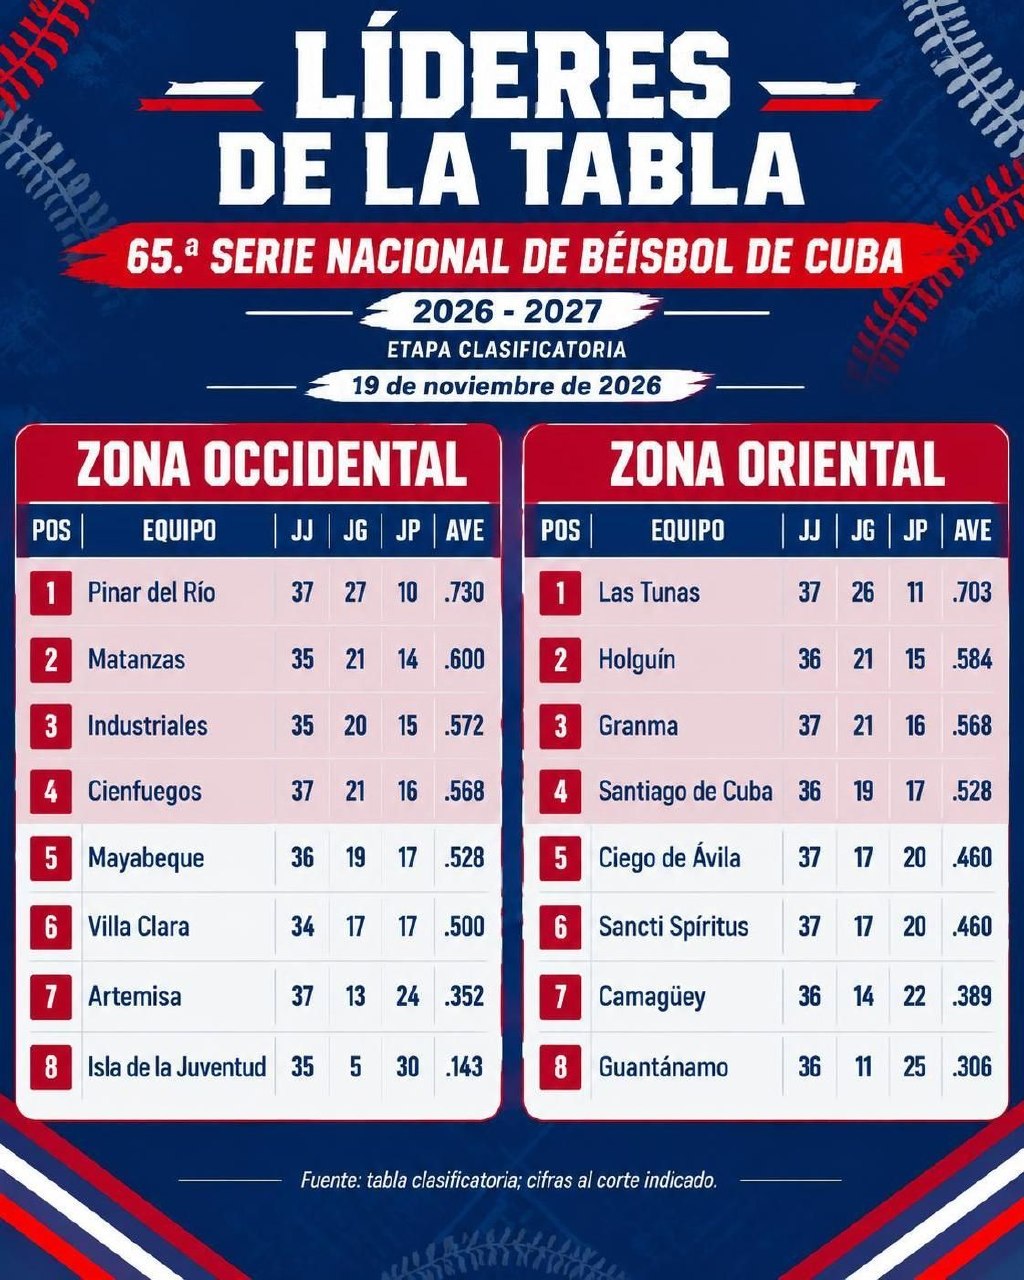 LÍDERES
DE LA TABLA
65.ª SERIE NACIONAL DE BÉISBOL DE CUBA
2026 - 2027
ETAPA CLASIFICATORIA
19 de noviembre de 2026
ZONA OCCIDENTAL
POS EQUIPO JJ JG JP AVE
1 Pinar del Río 37 27 10 .730
2 Matanzas 35 21 14 .600
3 Industriales 35 20 15 .572
4 Cienfuegos 37 21 16 .568
5 Mayabeque 36 19 17 .528
6 Villa Clara 34 17 17 .500
7 Artemisa 37 13 24 .352
8 Isla de la Juventud 35 5 30 .143
ZONA ORIENTAL
POS EQUIPO JJ JG JP AVE
1 Las Tunas 37 26 11 .703
2 Holguín 36 21 15 .584
3 Granma 37 21 16 .568
4 Santiago de Cuba 36 19 17 .528
5 Ciego de Ávila 37 17 20 .460
6 Sancti Spíritus 37 17 20 .460
7 Camagüey 36 14 22 .389
8 Guantánamo 36 11 25 .306
Fuente: tabla clasificatoria; cifras al corte indicado.